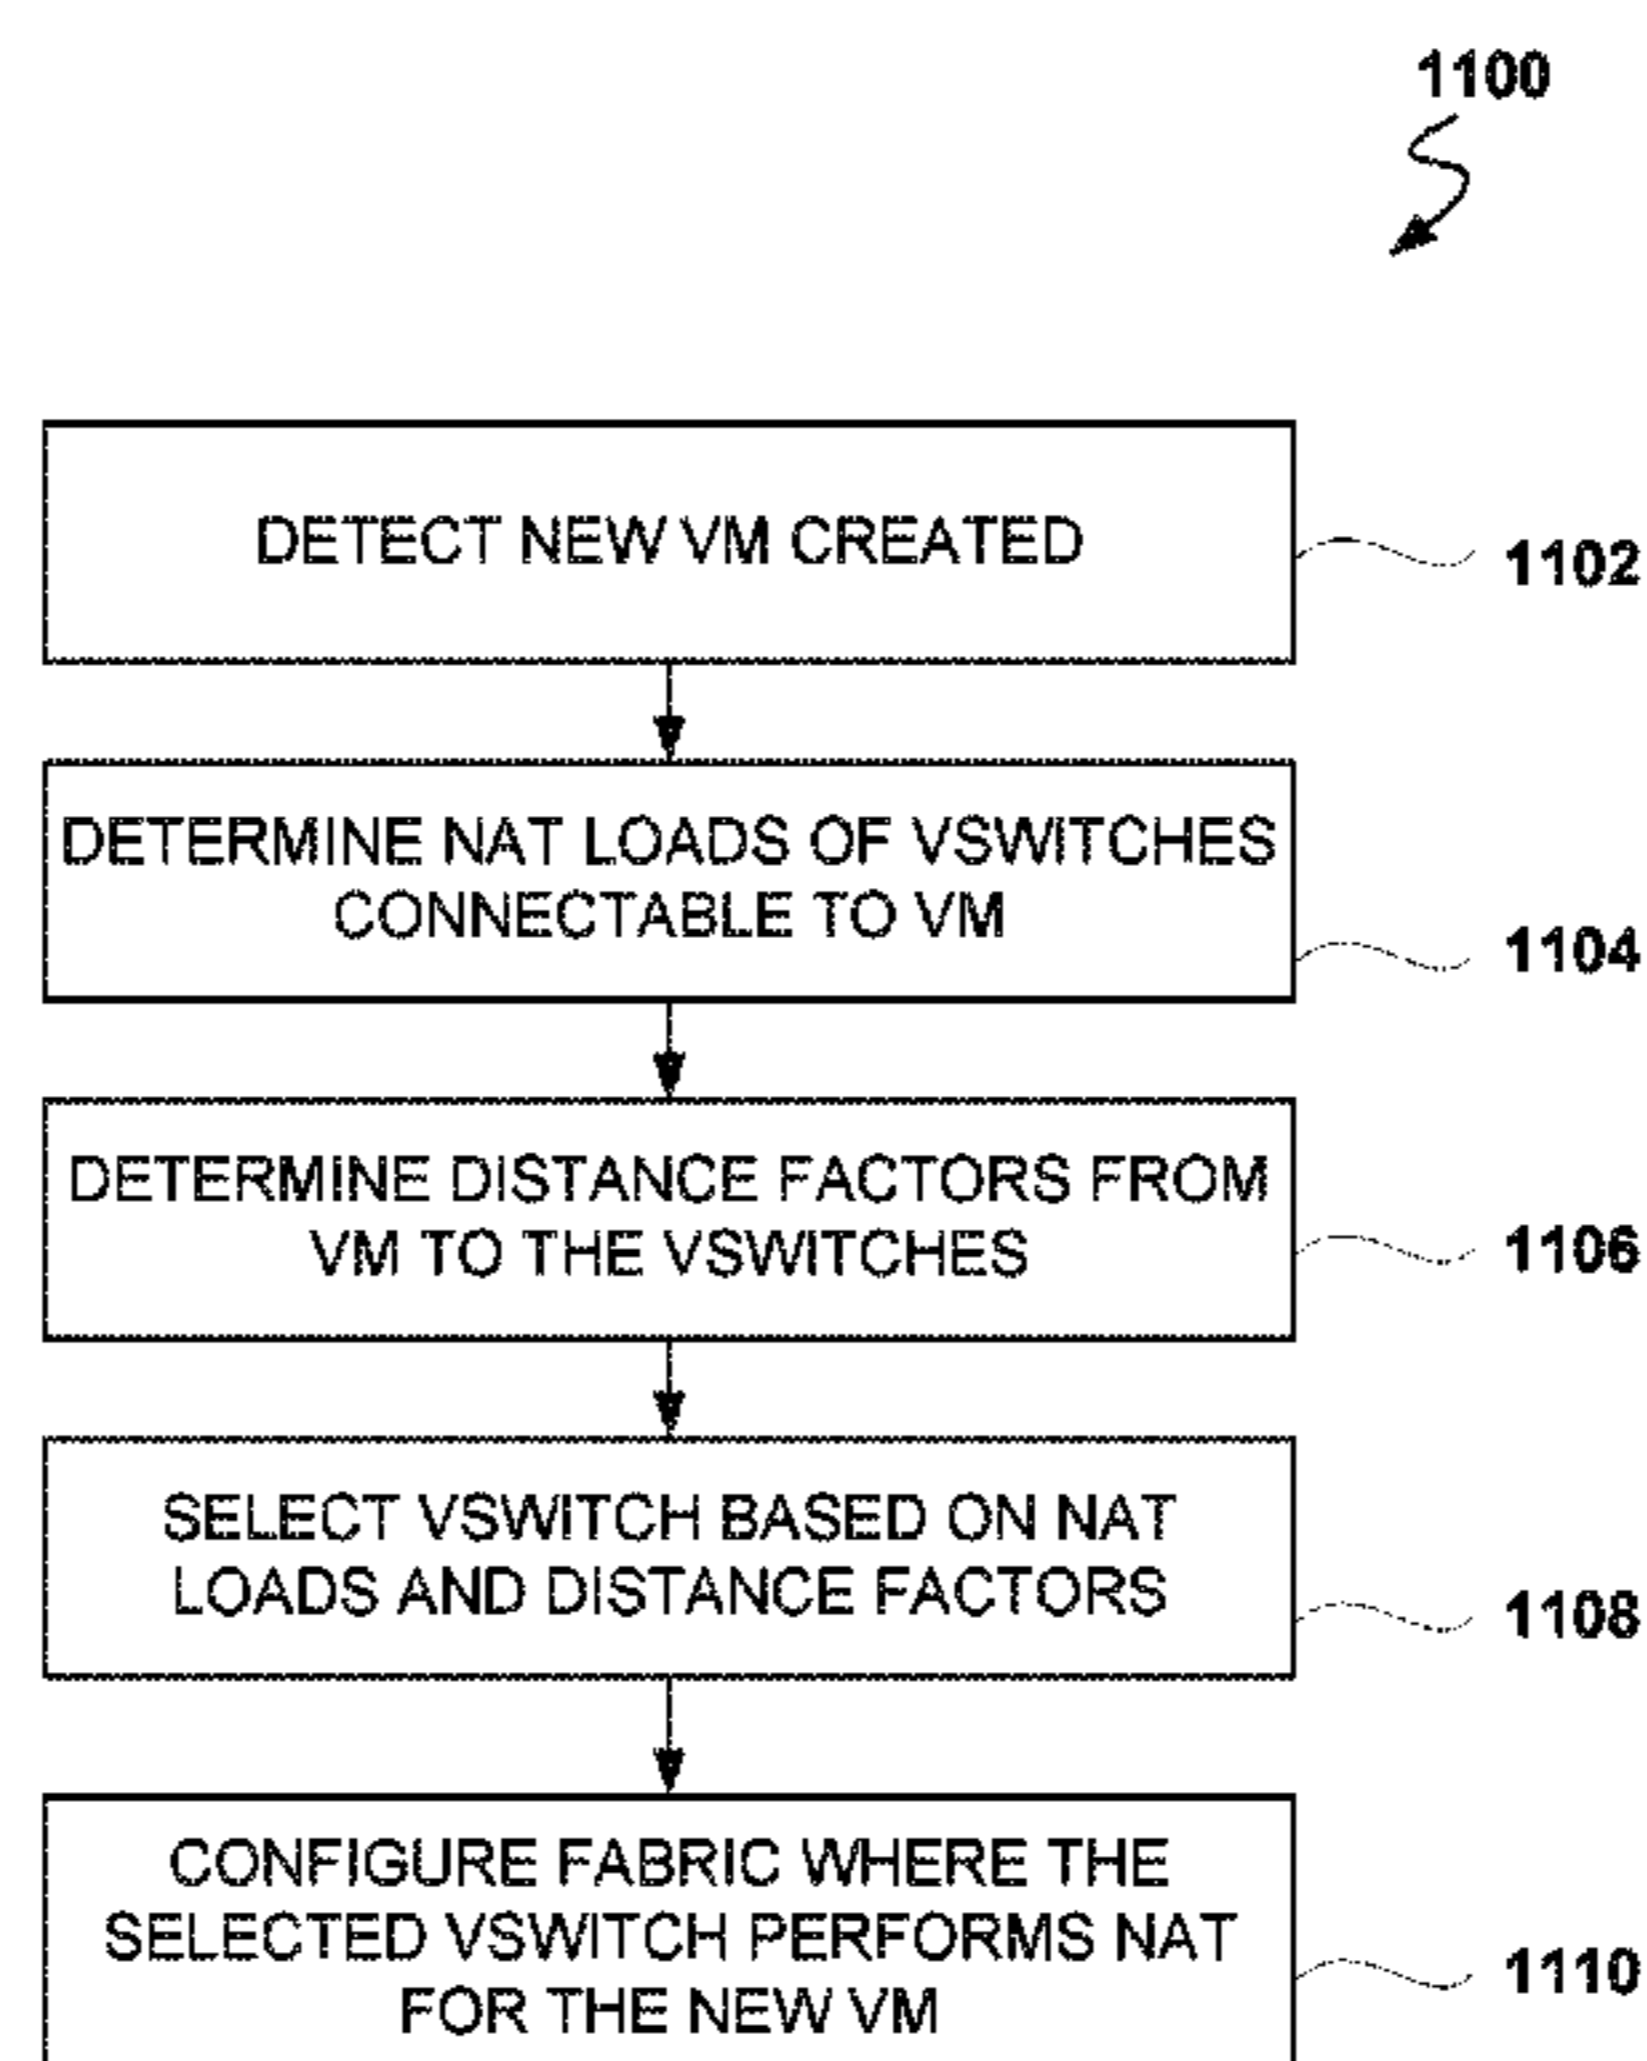 1100
DETECT NEW VM CREATED
1102
DETERMINE NAT LOADS OF VSWITCHES
CONNECTABLE TO VM
1104
DETERMINE DISTANCE FACTORS FROM
VM TO THE VSWITCHES
1106
SELECT VSWITCH BASED ON NAT
LOADS AND DISTANCE FACTORS
1108
CONFIGURE FABRIC WHERE THE
SELECTED VSWITCH PERFORMS NAT
FOR THE NEW VM
1110